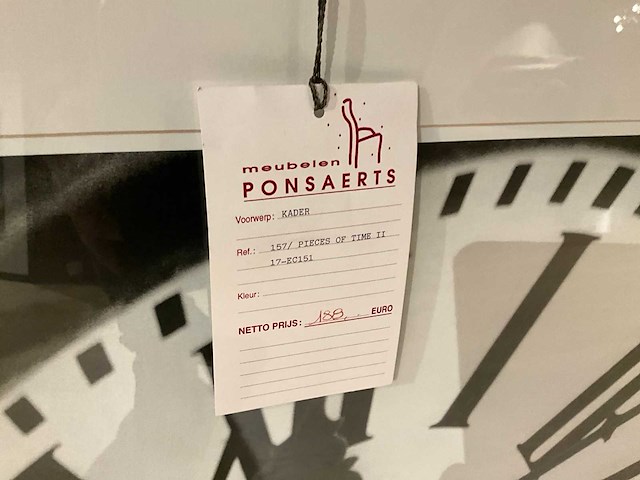 meubelen
PONSAERTS
Voorwerp: KADER
Ref.: 157/ PIECES OF TIME II
17-EC151
Kleur:
NETTO PRIJS: 188,- EURO